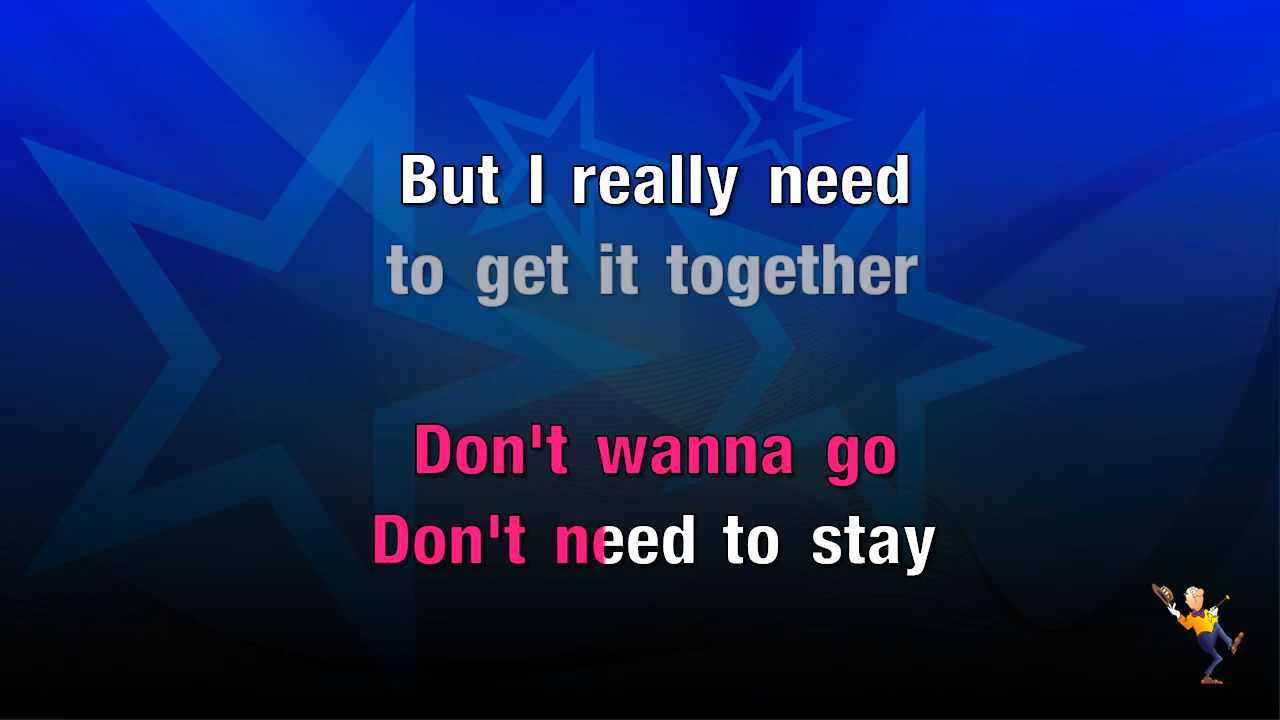 But I really need
to get it together
Don't wanna go
Don't need to stay